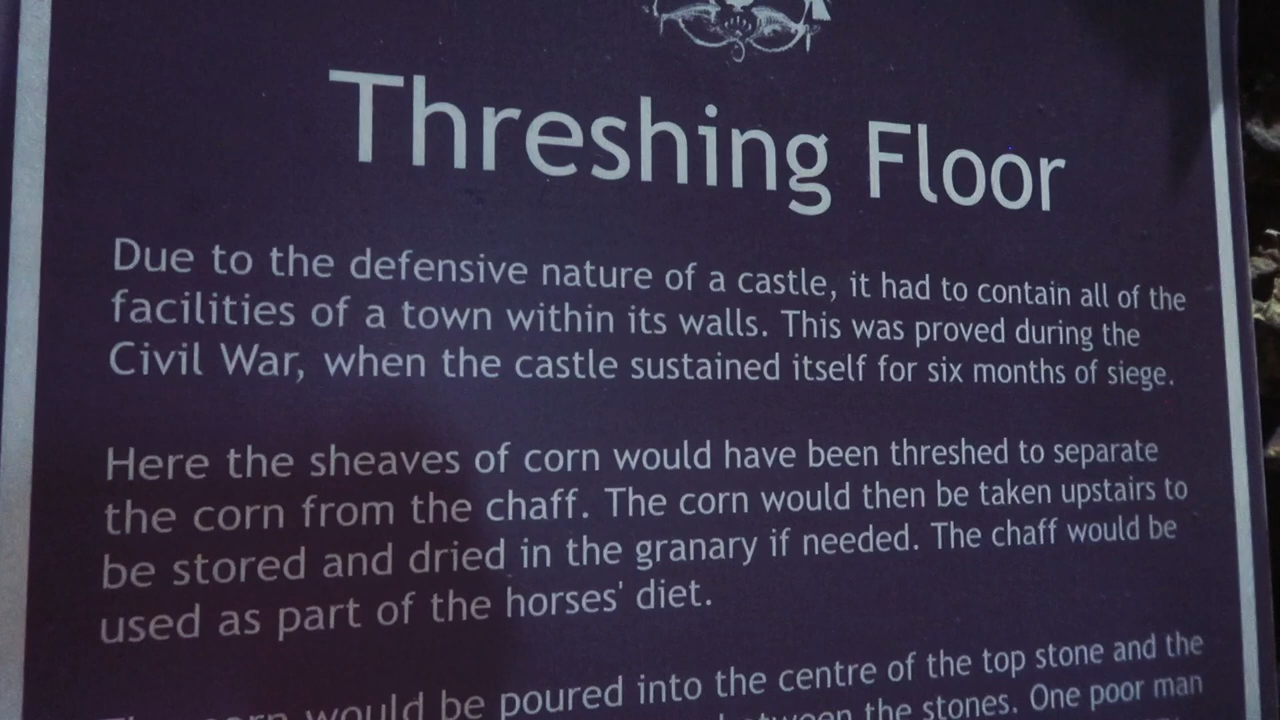 Threshing Floor
Due to the defensive nature of a castle, it had to contain all of the
facilities of a town within its walls. This was proved during the
Civil War, when the castle sustained itself for six months of siege.
Here the sheaves of corn would have been threshed to separate
the corn from the chaff. The corn would then be taken upstairs to
be stored and dried in the granary if needed. The chaff would be
used as part of the horses' diet.
corn would be poured into the centre of the top stone and the
between the stones. One poor man